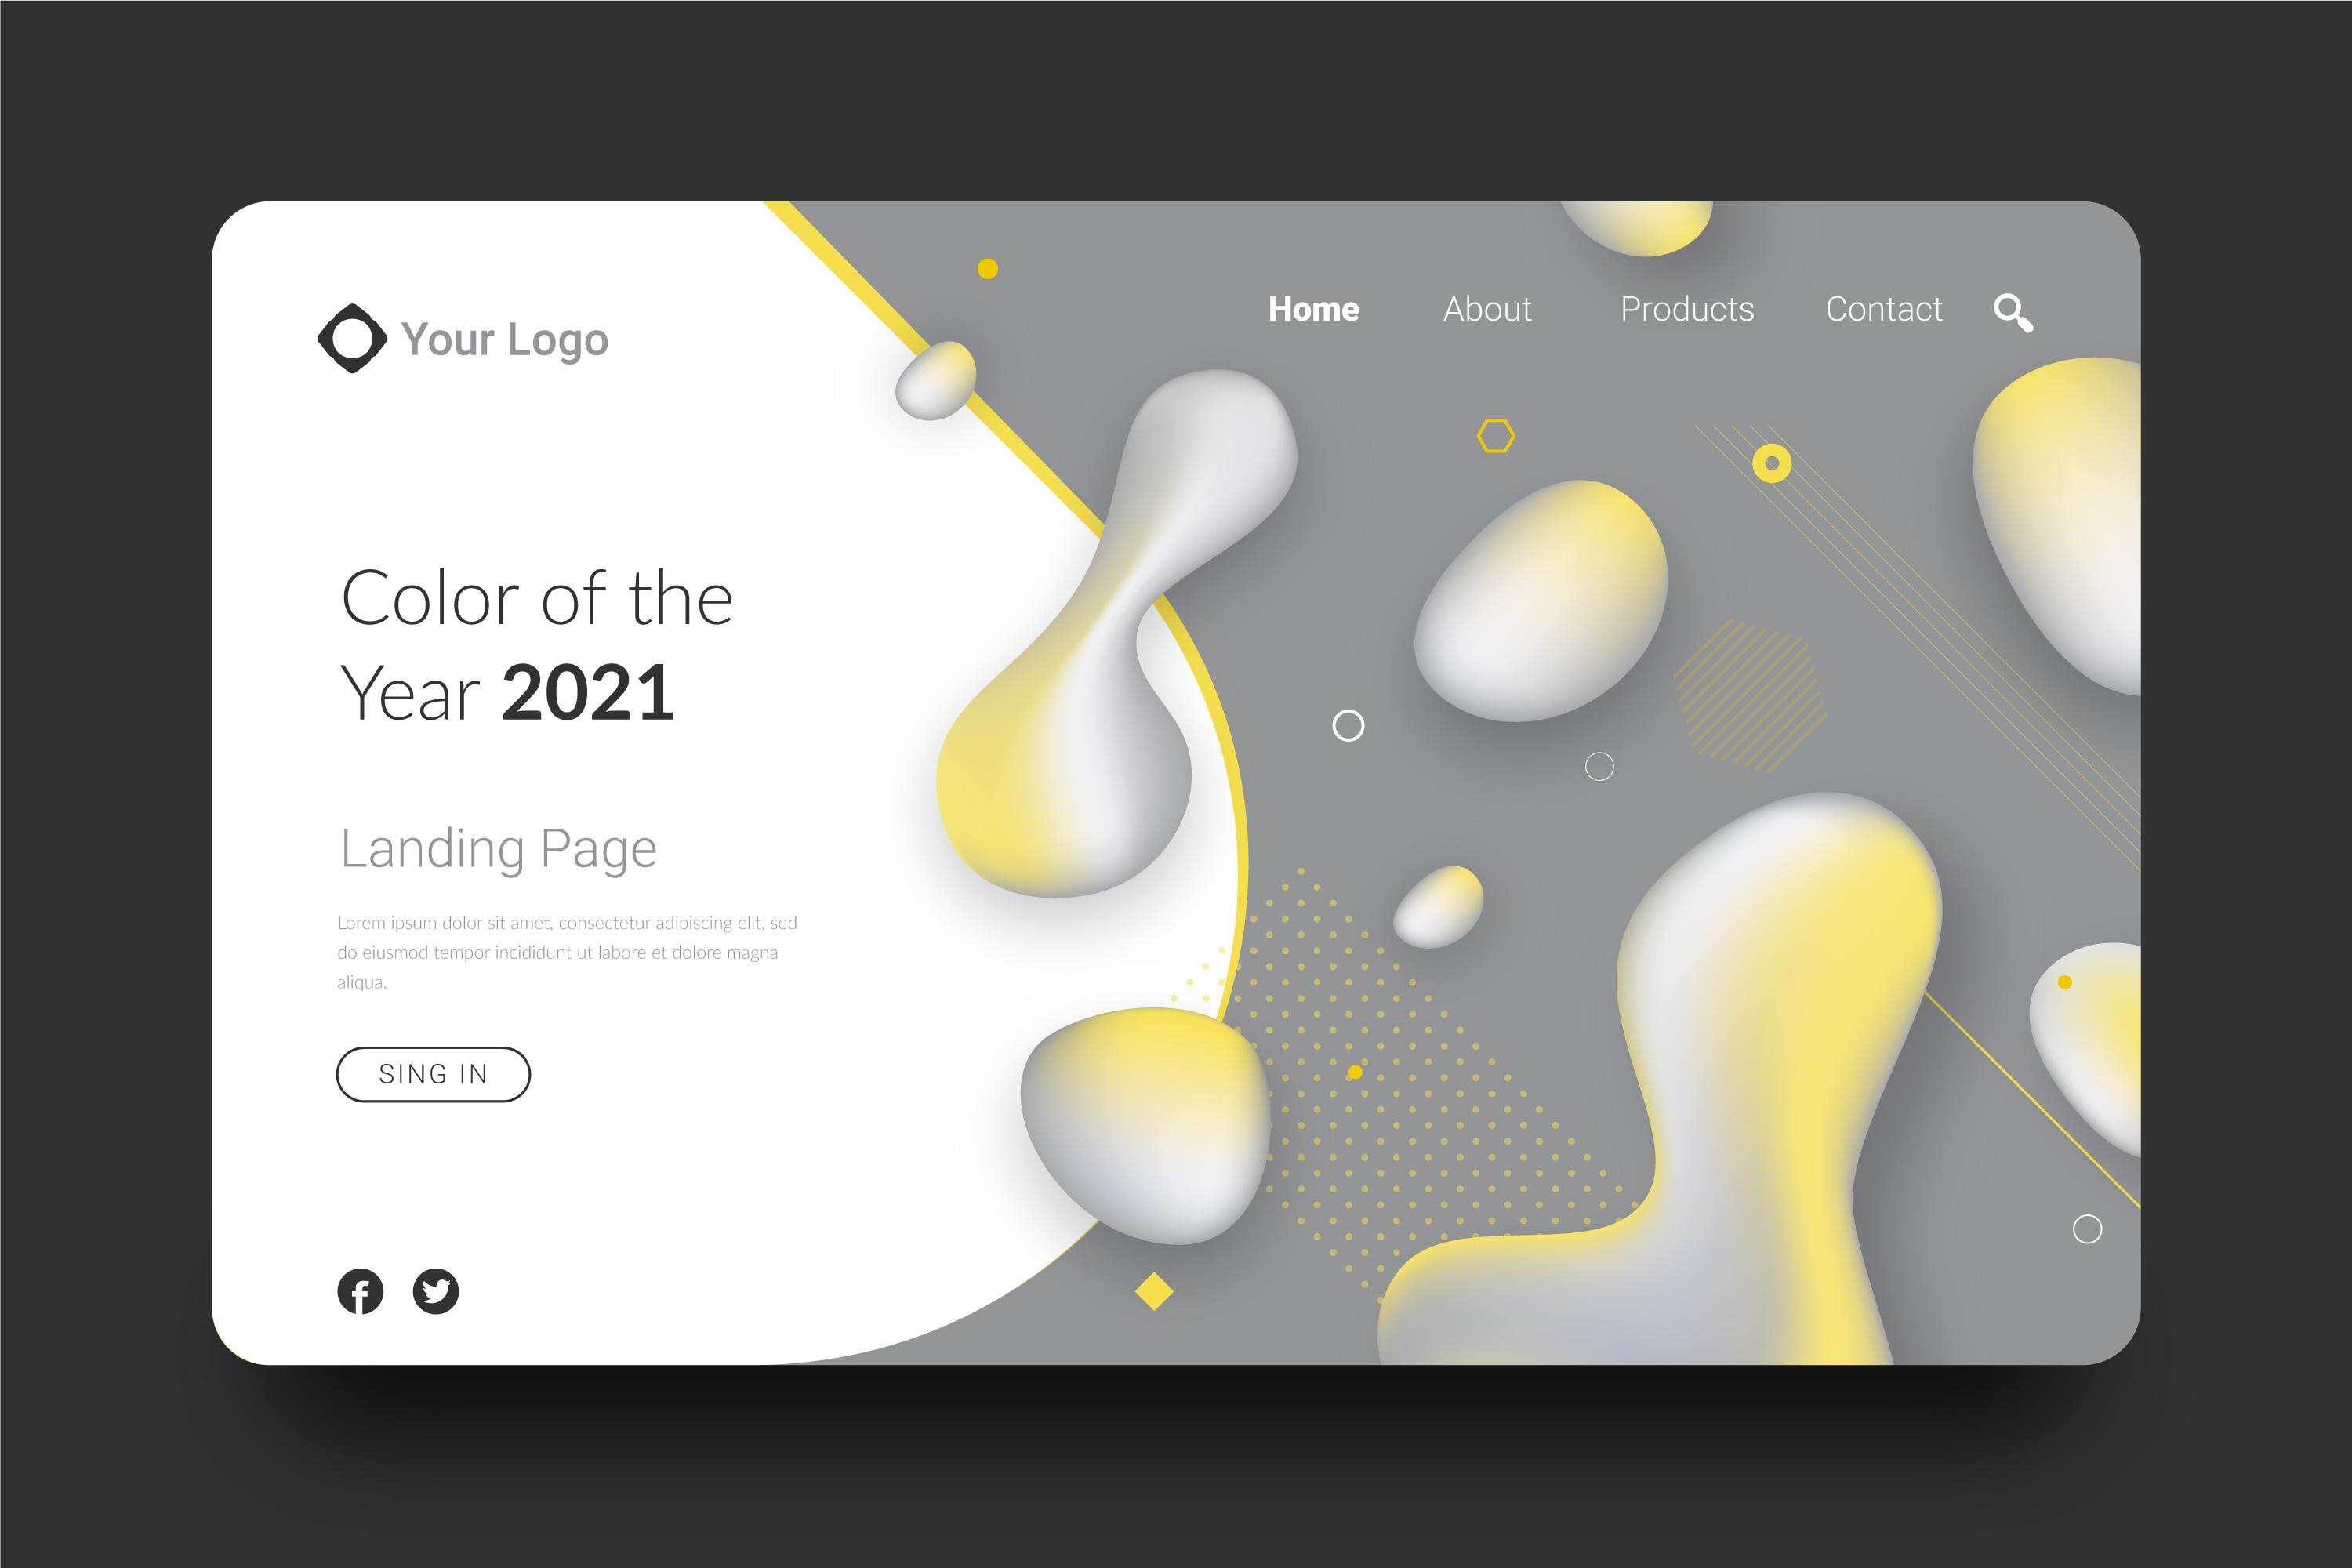 Your Logo
Home About Products Contact
Color of the
Year 2021
Landing Page
Lorem ipsum dolor sit amet, consectetur adipiscing elit, sed
do eiusmod tempor incididunt ut labore et dolore magna
aliqua.
SING IN